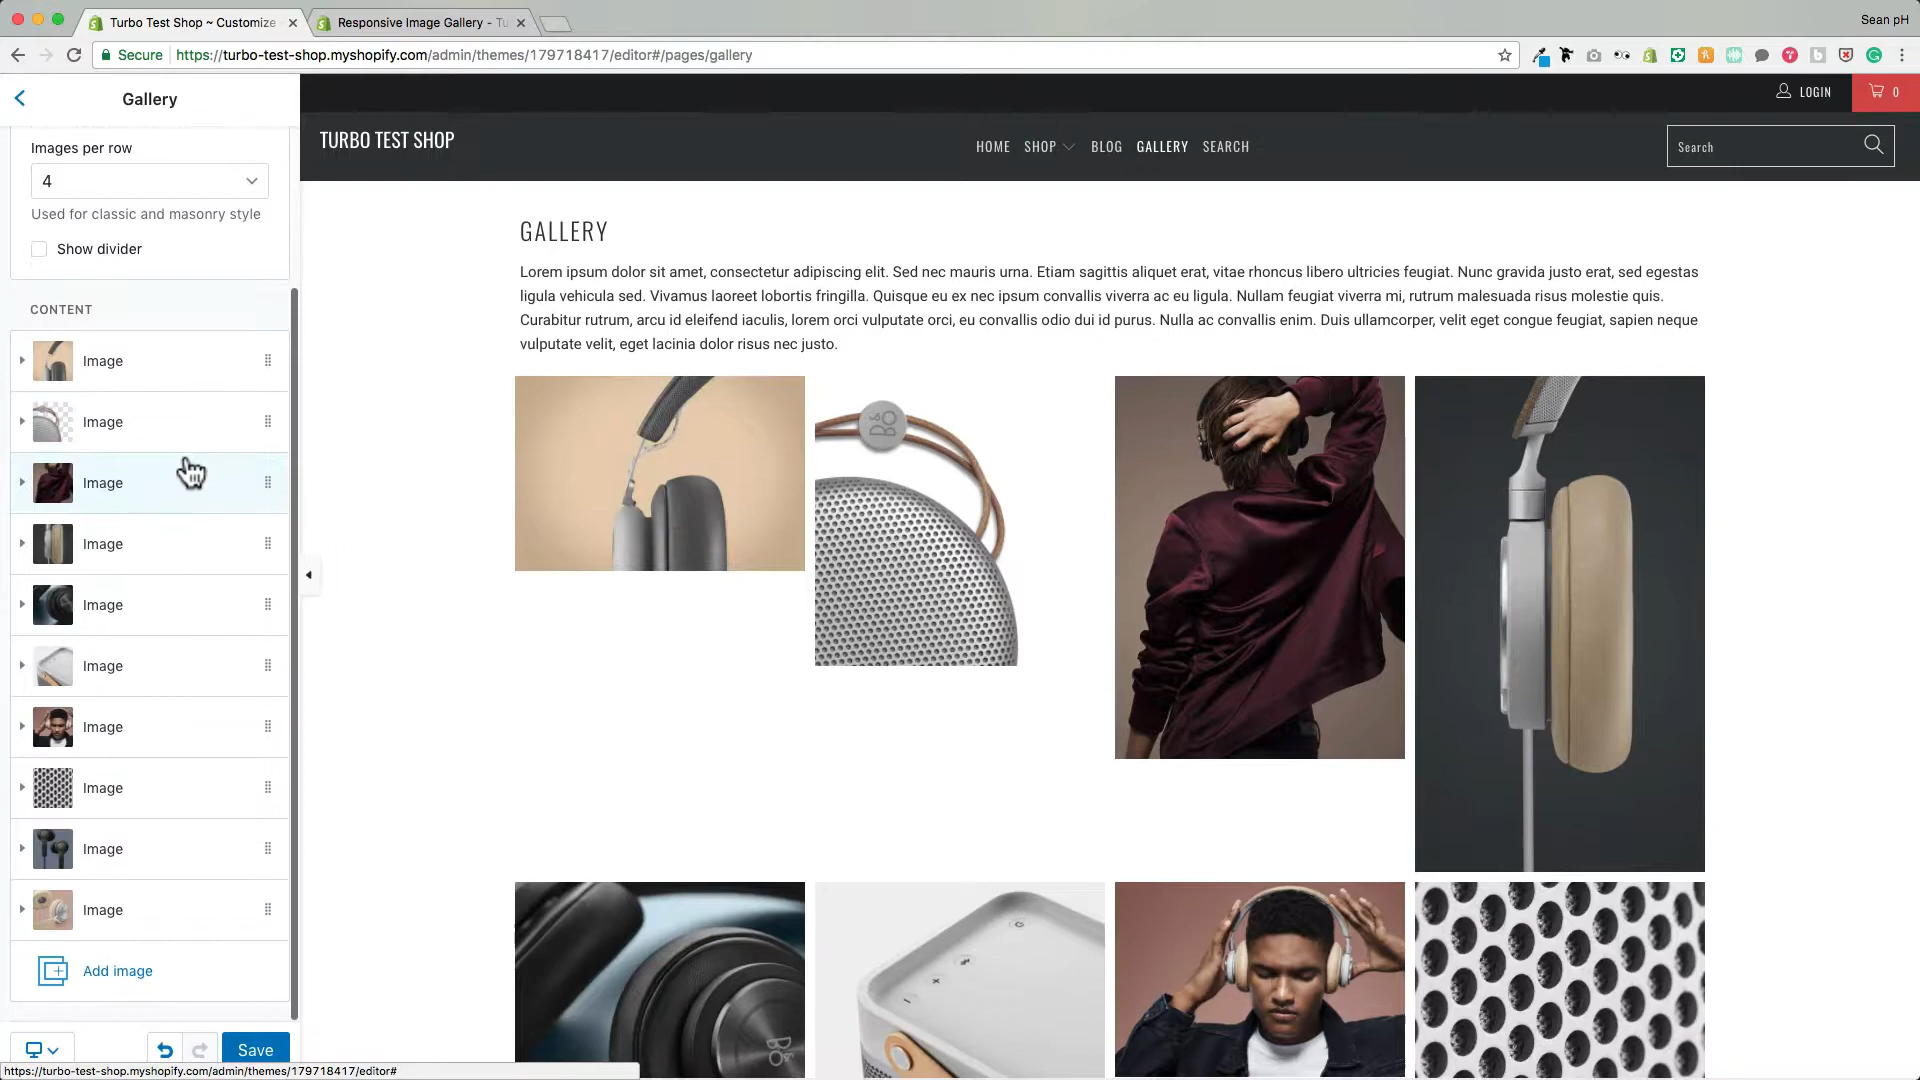 Turbo Test Shop ~ Customize
Responsive Image Gallery - Tu
Sean pH
Secure
https://turbo-test-shop.myshopify.com/admin/themes/179718417/editor#/pages/gallery
Gallery
LOGIN
0
TURBO TEST SHOP
HOME SHOP BLOG GALLERY SEARCH
Search
Images per row
4
Used for classic and masonry style
Show divider
CONTENT
Image
Image
Image
Image
Image
Image
Image
Image
Image
Image
Add image
Save
https://turbo-test-shop.myshopify.com/admin/themes/179718417/editor#
GALLERY
Lorem ipsum dolor sit amet, consectetur adipiscing elit. Sed nec mauris urna. Etiam sagittis aliquet erat, vitae rhoncus libero ultricies feugiat. Nunc gravida justo erat, sed egestas
ligula vehicula sed. Vivamus laoreet lobortis fringilla. Quisque eu ex nec ipsum convallis viverra ac eu ligula. Nullam feugiat viverra mi, rutrum malesuada risus molestie quis.
Curabitur rutrum, arcu id eleifend iaculis, lorem orci vulputate orci, eu convallis odio dui id purus. Nulla ac convallis enim. Duis ullamcorper, velit eget congue feugiat, sapien neque
vulputate velit, eget lacinia dolor risus nec justo.
B&O
B&O